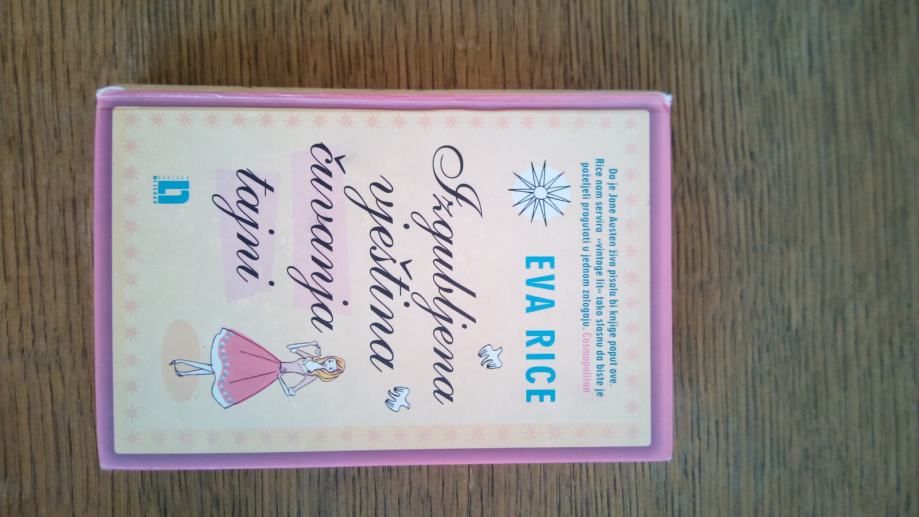 Da je Jane Austen živa pisala bi knjige poput ove.
Rice nam servira »vintage lit« tako slasnu da biste je
poželjeli progutati u jednom zalogaju. Cosmopolitan
EVA RICE
Izgubljena
vještina
čuvanja
tajni